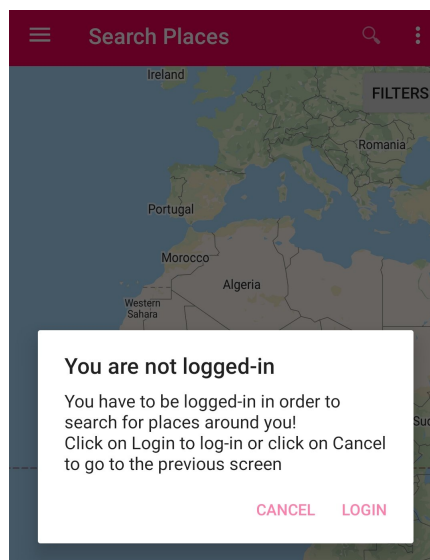 Search Places
Ireland
FILTERS
Romania
Portugal
Morocco
Algeria
Western
Sahara
You are not logged-in
You have to be logged-in in order to
search for places around you!
Click on Login to log-in or click on Cancel
to go to the previous screen
CANCEL LOGIN